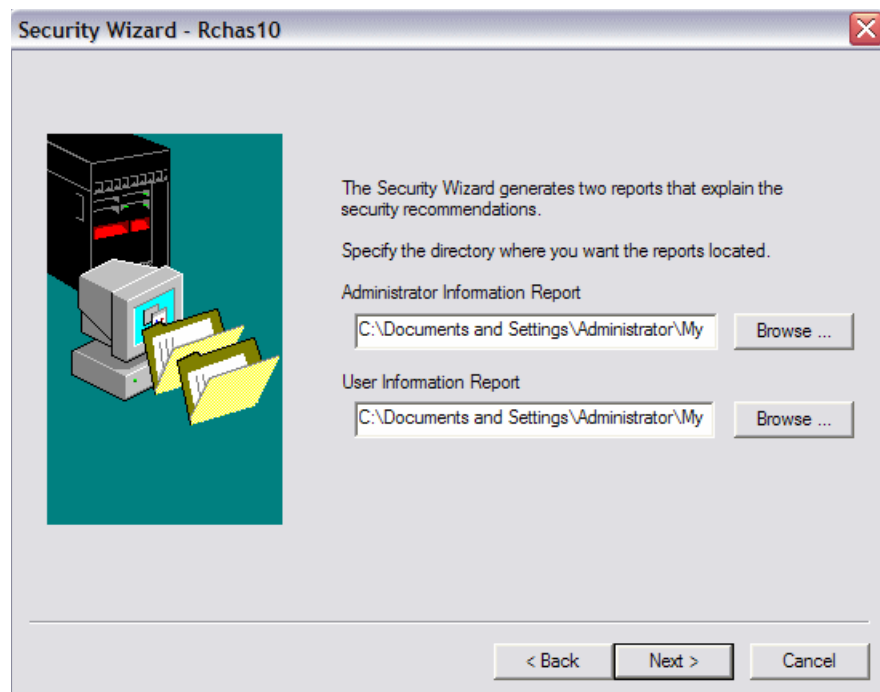 Security Wizard - Rchas10
The Security Wizard generates two reports that explain the
security recommendations.
Specify the directory where you want the reports located.
Administrator Information Report
C:\Documents and Settings\Administrator\My
Browse ...
User Information Report
C:\Documents and Settings\Administrator\My
Browse ...
< Back
Next >
Cancel